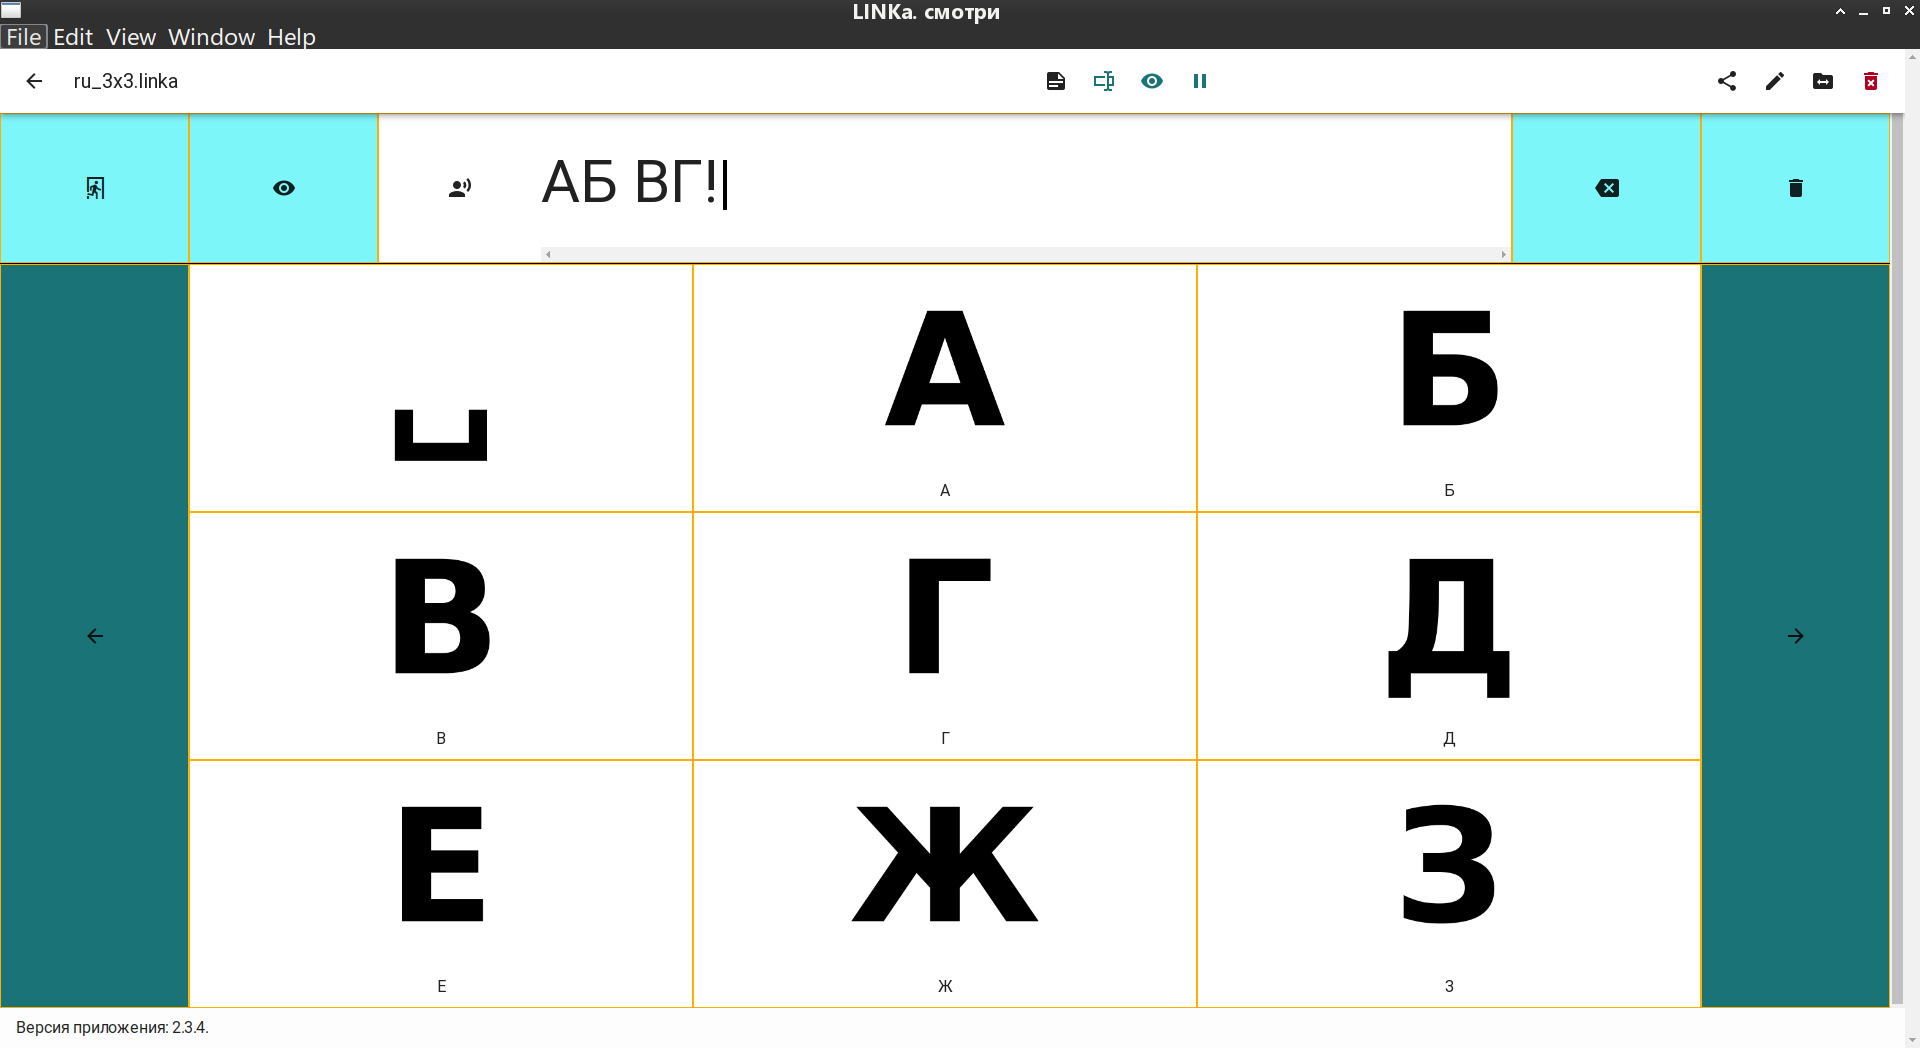 LINKa. смотри
File Edit View Window Help
ru_3x3.linka
АБ ВГ!
␣ А Б
А Б
В Г Д
В Г Д
Е Ж З
Е Ж З
Версия приложения: 2.3.4.